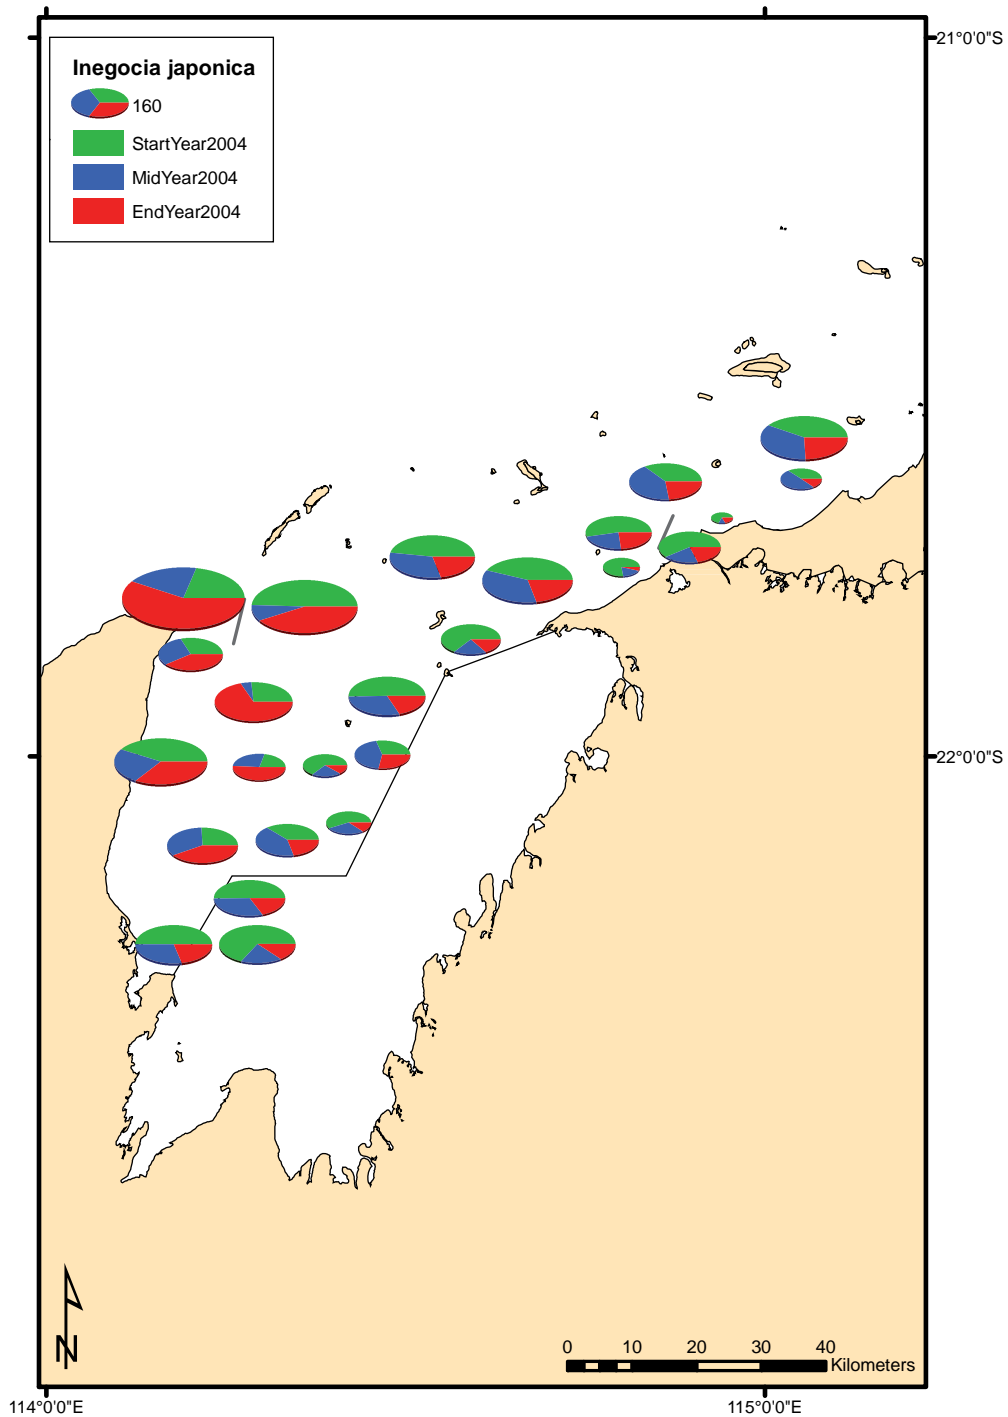 Inegocia japonica
160
StartYear2004
MidYear2004
EndYear2004
21°0'0"S
22°0'0"S
N
0 10 20 30 40
Kilometers
114°0'0"E 115°0'0"E